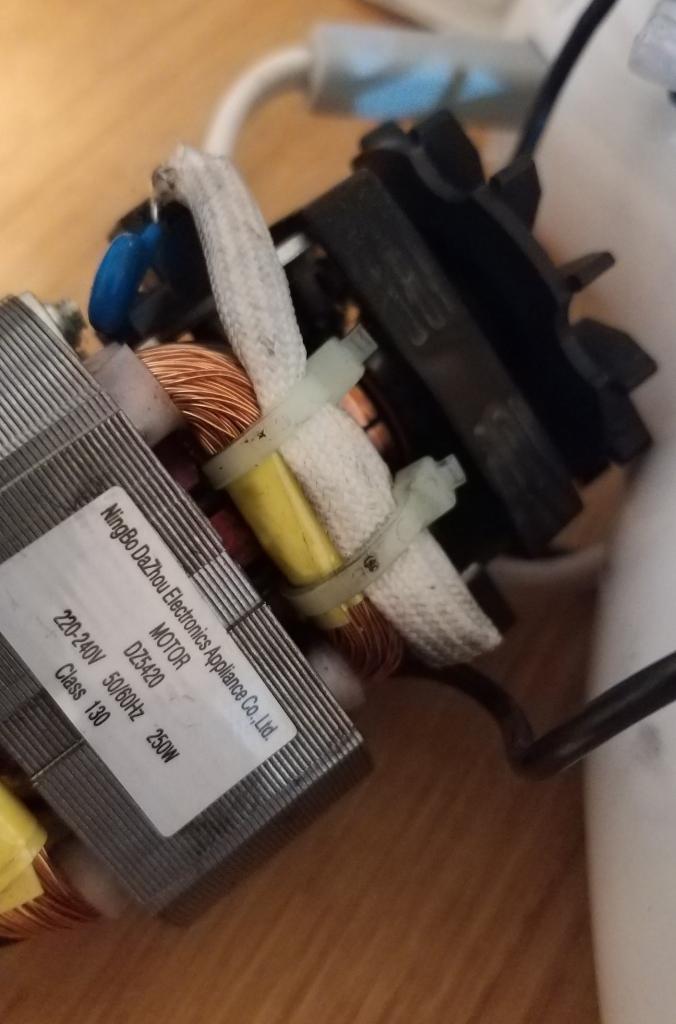 NingBo DaZhou Electronics Appliance Co.,Ltd.
MOTOR
DZ5420
220-240V 50/60Hz 250W
Class 130